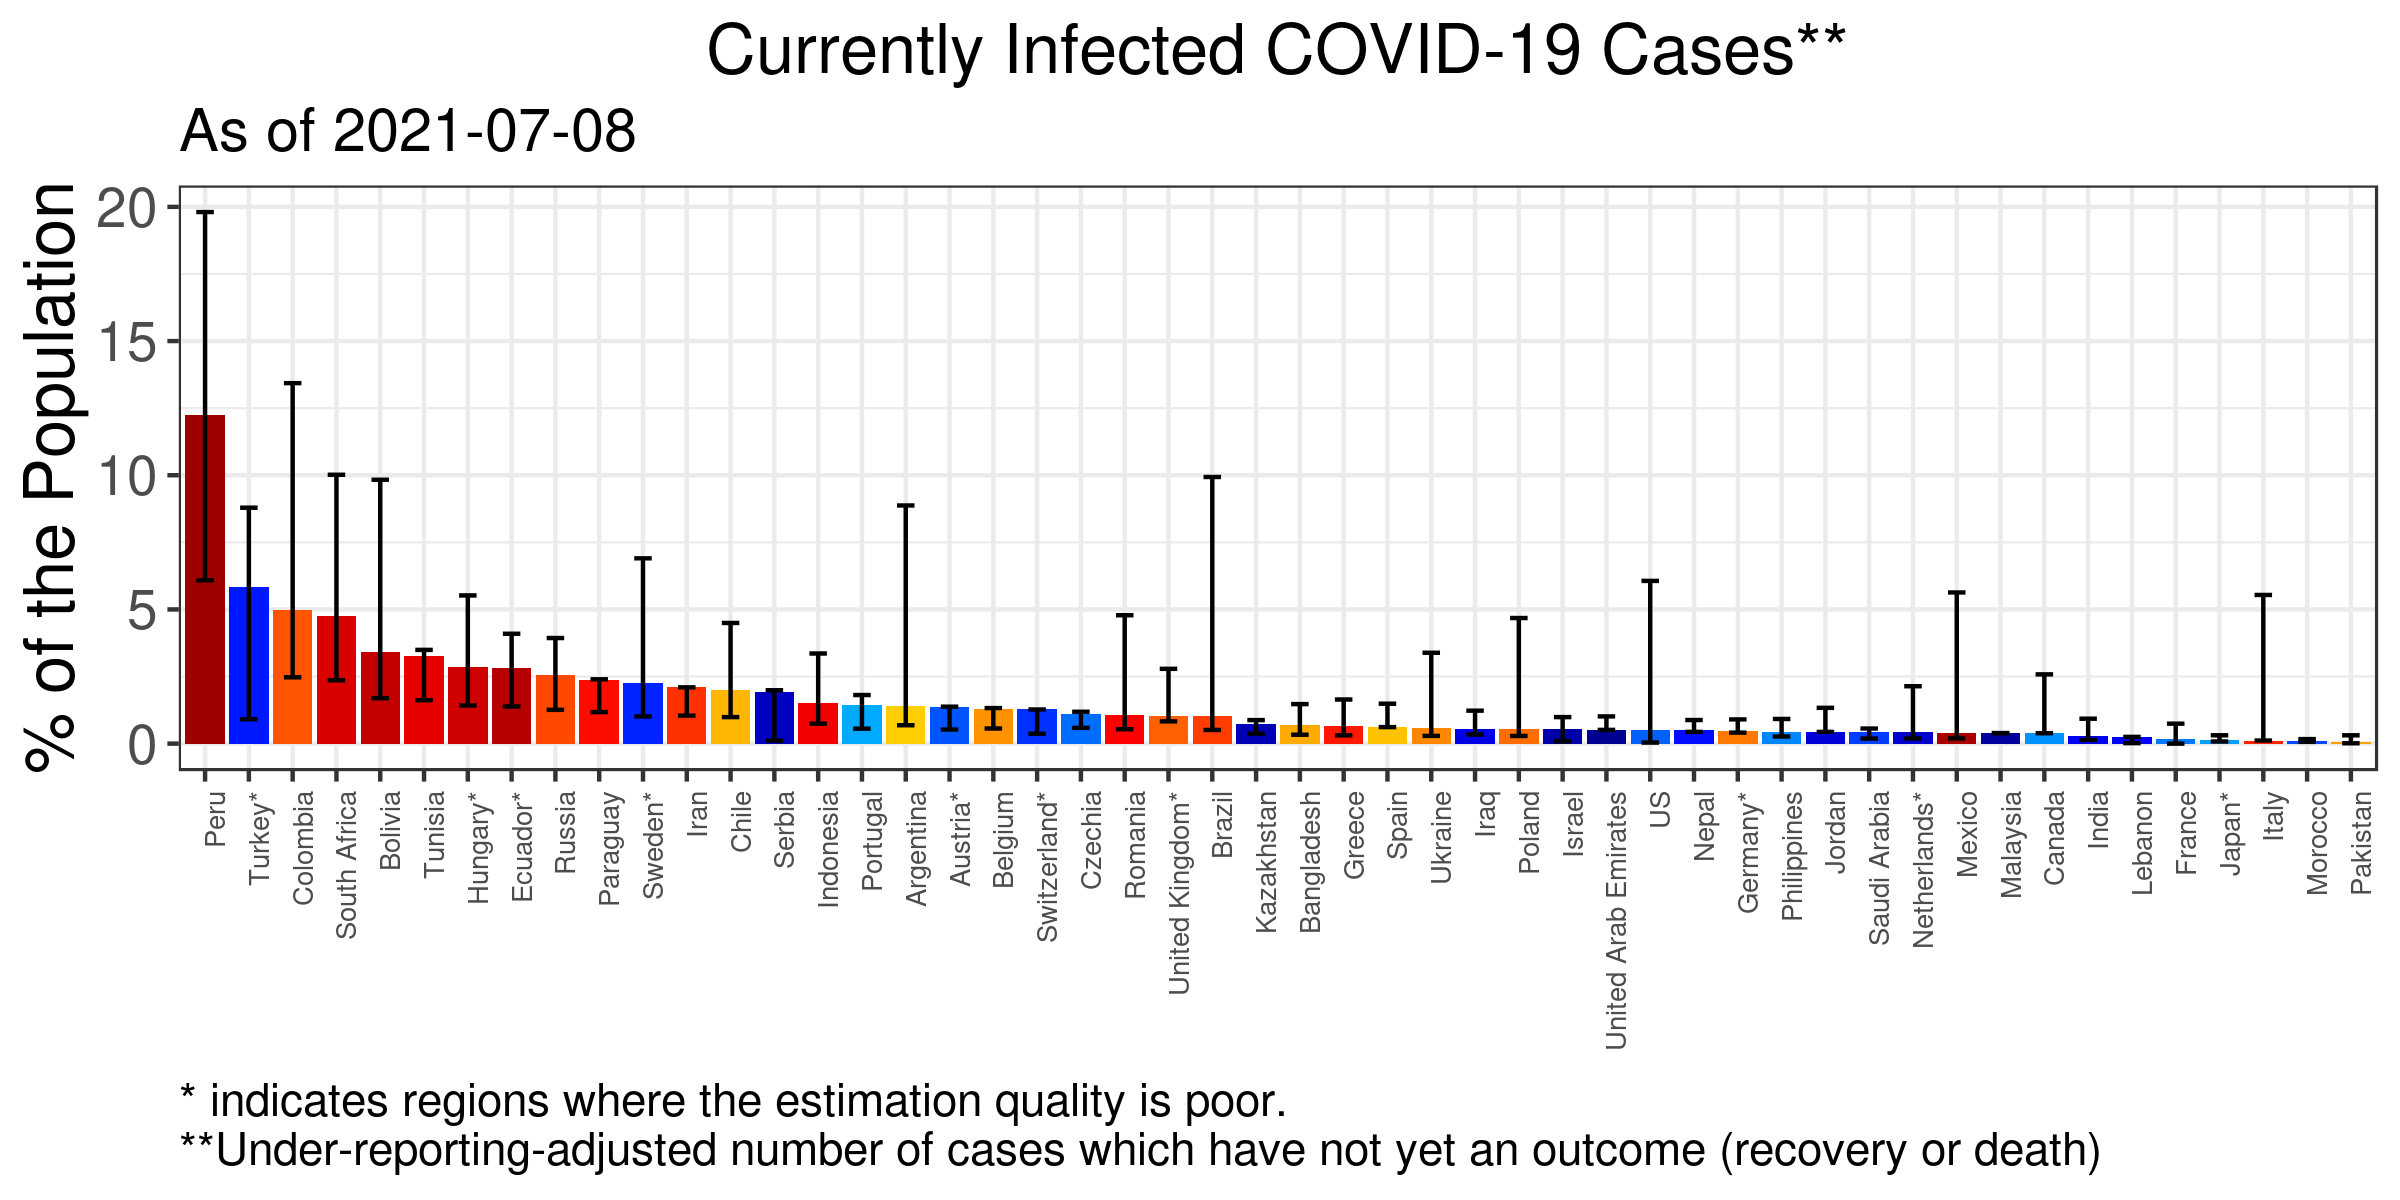 Currently Infected COVID-19 Cases**
As of 2021-07-08
% of the Population
20
15
10
5
0
Peru
Turkey*
Colombia
South Africa
Bolivia
Tunisia
Hungary*
Ecuador*
Russia
Paraguay
Sweden*
Iran
Chile
Serbia
Indonesia
Portugal
Argentina
Austria*
Belgium
Switzerland*
Czechia
Romania
United Kingdom*
Brazil
Kazakhstan
Bangladesh
Greece
Spain
Ukraine
Iraq
Poland
Israel
United Arab Emirates
US
Nepal
Germany*
Philippines
Jordan
Saudi Arabia
Netherlands*
Mexico
Malaysia
Canada
India
Lebanon
France
Japan*
Italy
Morocco
Pakistan
* indicates regions where the estimation quality is poor.
**Under-reporting-adjusted number of cases which have not yet an outcome (recovery or death)